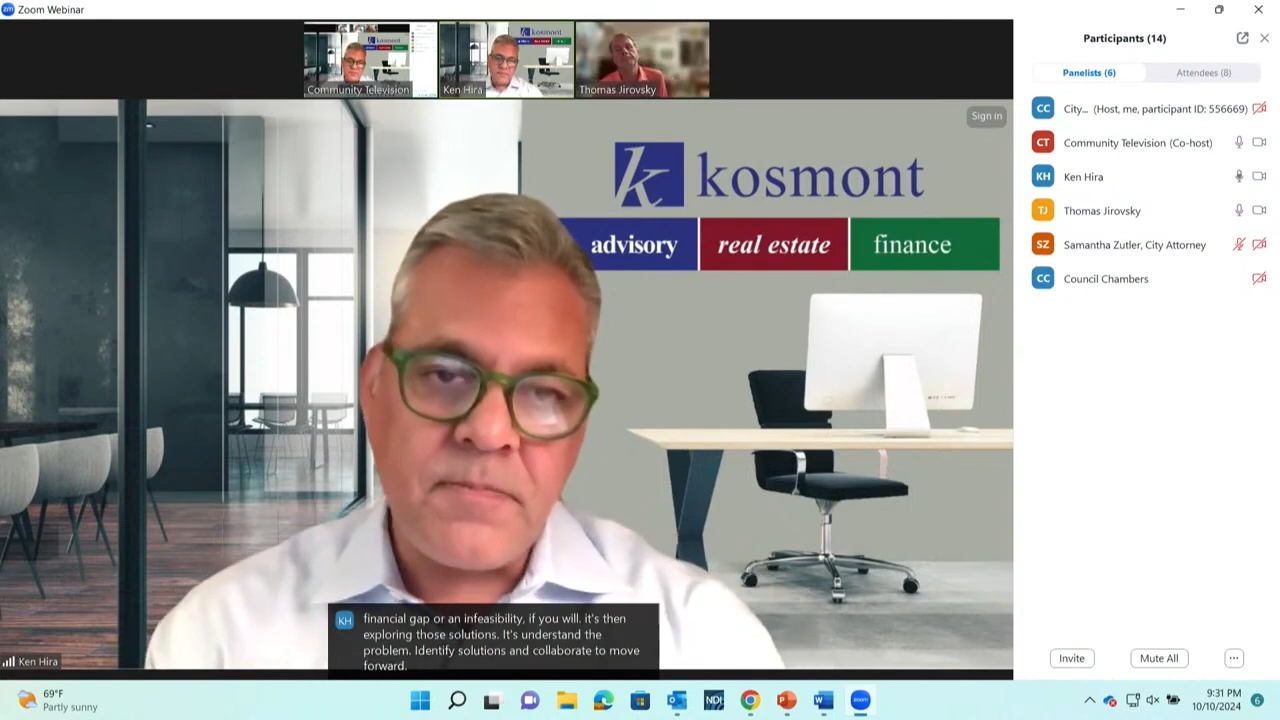 Zoom Webinar
kosmont
Community Television
Ken Hira
Thomas Jirovsky
Sign in
k kosmont
advisory real estate finance
KH
financial gap or an infeasibility, if you will. it's then
exploring those solutions. It's understand the
problem. Identify solutions and collaborate to move
forward.
Ken Hira
Participants (14)
Panelists (6) Attendees (8)
CC City... (Host, me, participant ID: 556669)
CT Community Television (Co-host)
KH Ken Hira
TJ Thomas Jirovsky
SZ Samantha Zutler, City Attorney
CC Council Chambers
Invite Mute All ...
69°F
Partly sunny
NDI
zoom
9:31 PM
10/10/2024
6